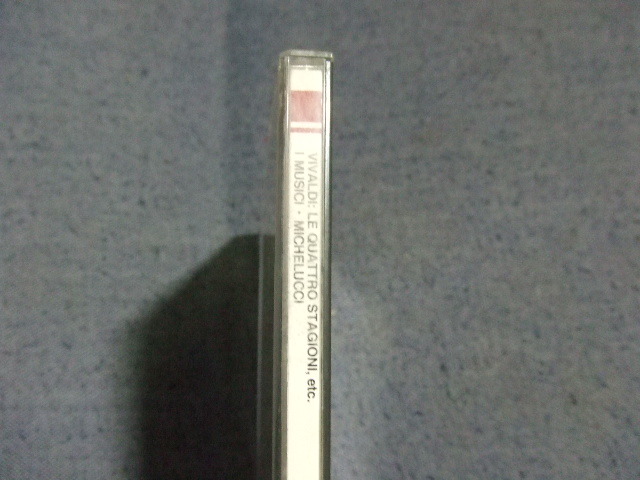 VIVALDI: LE QUATTRO STAGIONI, etc.
I MUSICI · MICHELUCCI